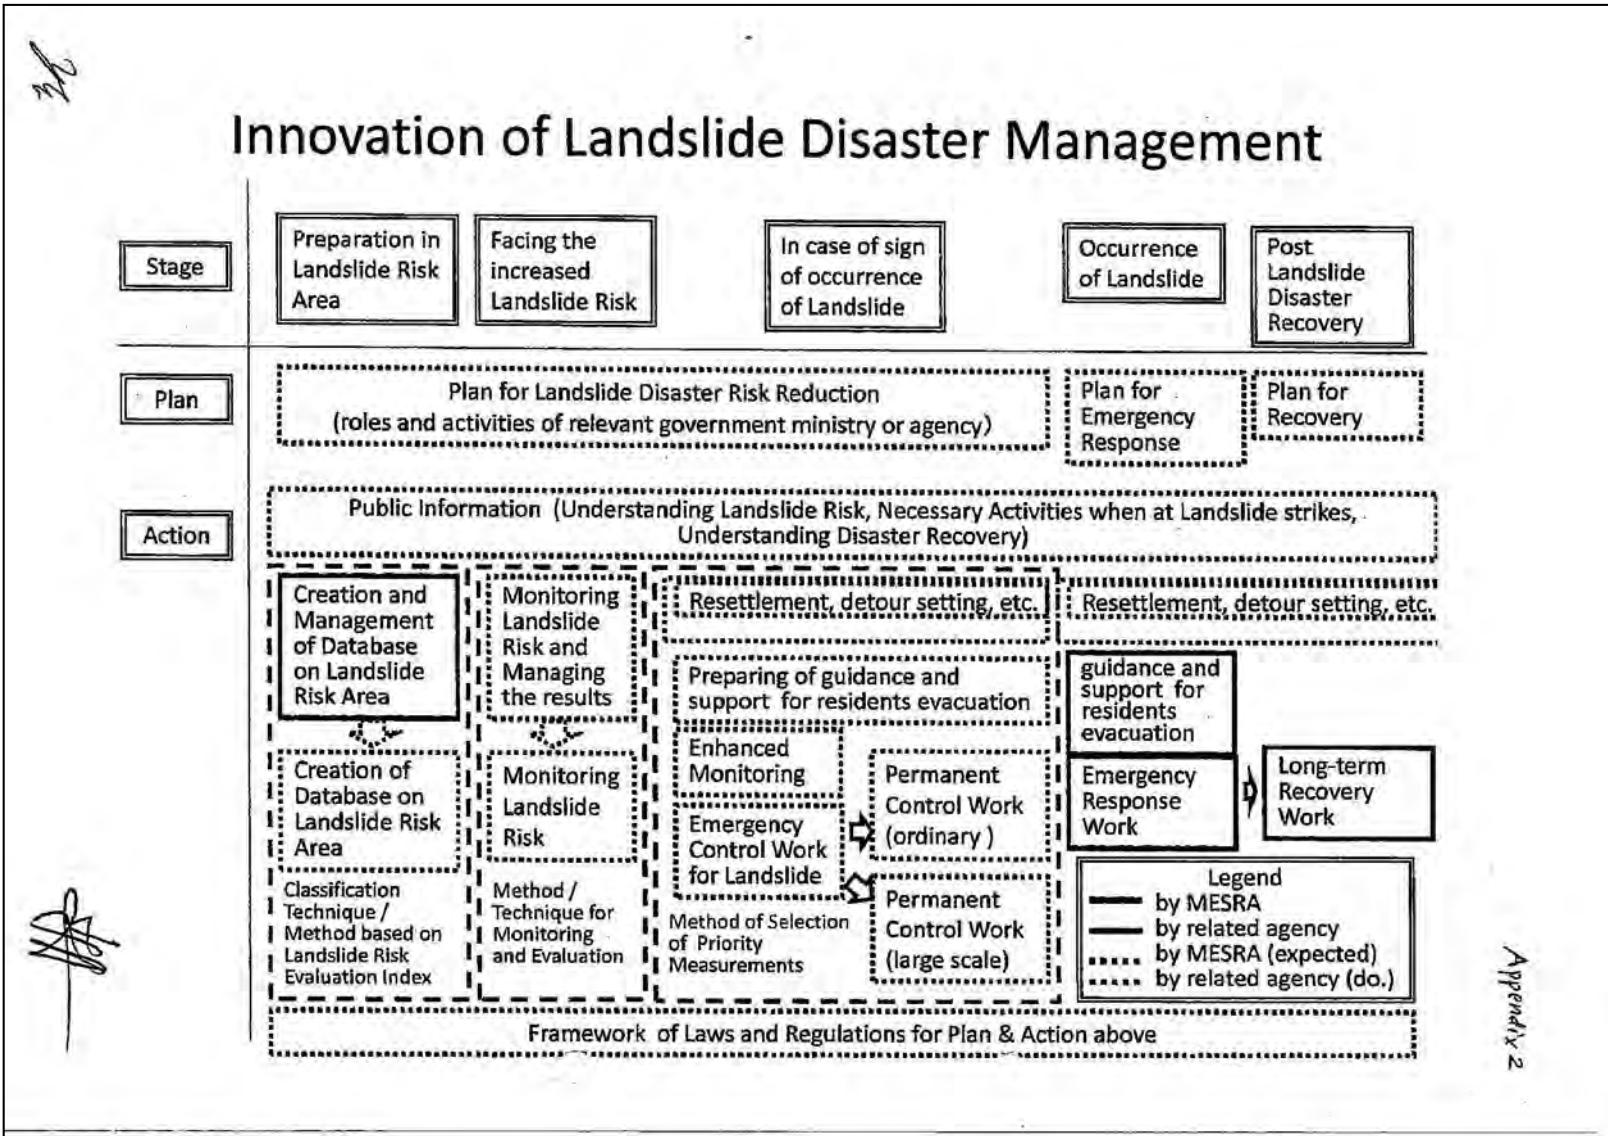 Innovation of Landslide Disaster Management
Stage
Preparation in
Landslide Risk
Area
Facing the
increased
Landslide Risk
In case of sign
of occurrence
of Landslide
Occurrence
of Landslide
Post
Landslide
Disaster
Recovery
Plan
Plan for Landslide Disaster Risk Reduction
(roles and activities of relevant government ministry or agency)
Plan for
Emergency
Response
Plan for
Recovery
Action
Public Information (Understanding Landslide Risk, Necessary Activities when at Landslide strikes,
Understanding Disaster Recovery)
Creation and
Management
of Database
on Landslide
Risk Area
Creation of
Database on
Landslide Risk
Area
Classification
Technique /
Method based on
Landslide Risk
Evaluation Index
Monitoring
Landslide
Risk and
Managing
the results
Monitoring
Landslide
Risk
Method /
Technique for
Monitoring
and Evaluation
Resettlement, detour setting, etc.
Preparing of guidance and
support for residents evacuation
Enhanced
Monitoring
Emergency
Control Work
for Landslide
Method of Selection
of Priority
Measurements
Permanent
Control Work
(ordinary )
Permanent
Control Work
(large scale)
Resettlement, detour setting, etc.
guidance and
support for
residents
evacuation
Emergency
Response
Work
Long-term
Recovery
Work
Legend
by MESRA
by related agency
by MESRA (expected)
by related agency (do.)
Framework of Laws and Regulations for Plan & Action above
Appendix 2